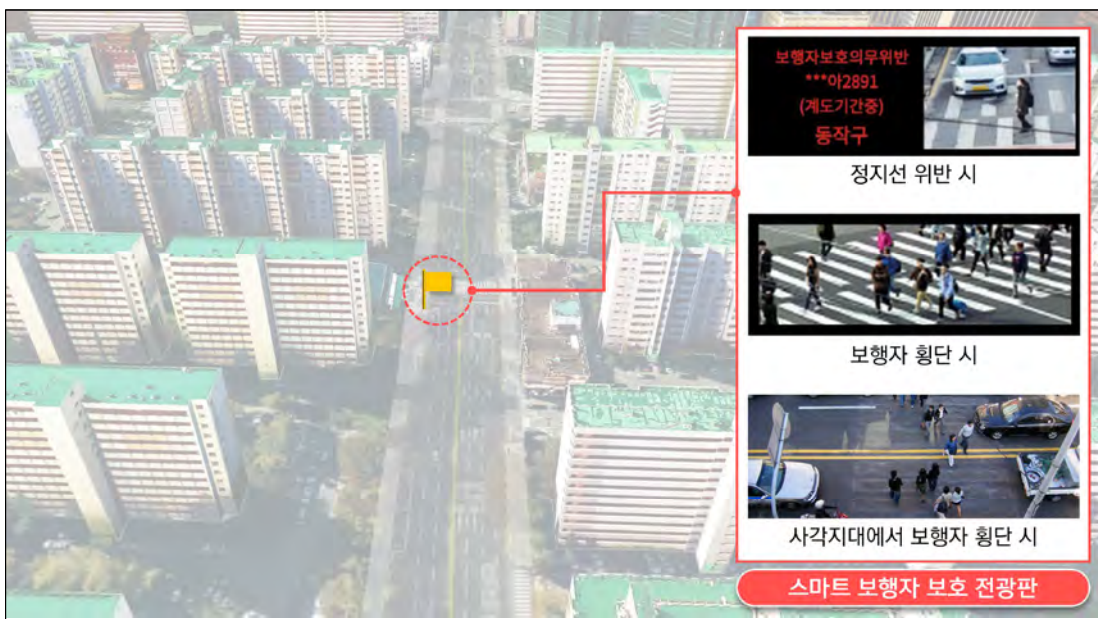 보행자보호의무위반
***아2891
(계도기간중)
동작구
정지선 위반 시
보행자 횡단 시
사각지대에서 보행자 횡단 시
스마트 보행자 보호 전광판